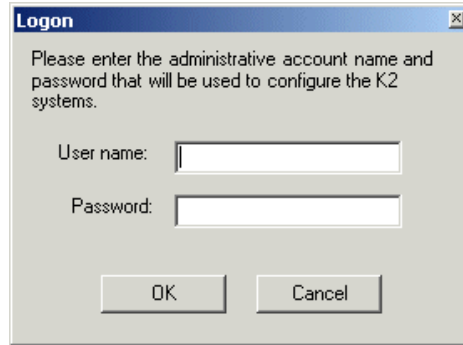 Logon
Please enter the administrative account name and
password that will be used to configure the K2
systems.
User name:
Password:
OK Cancel